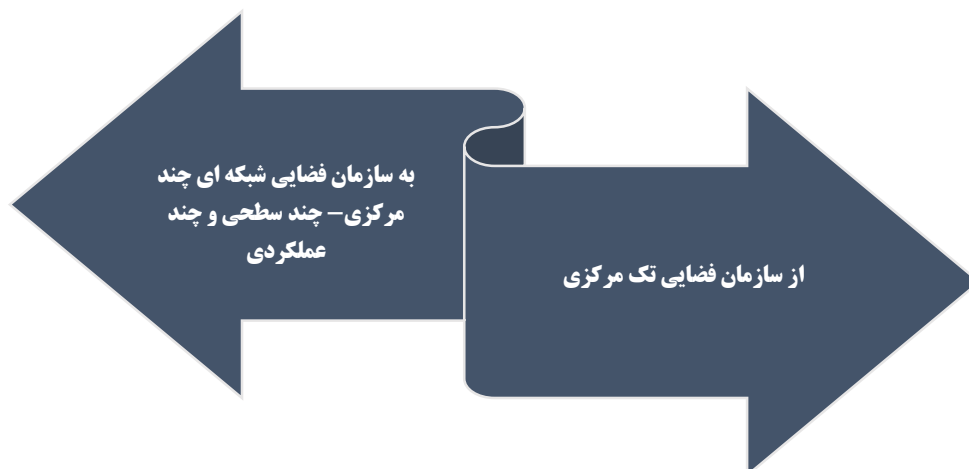 از سازمان فضایی تک مرکزی
به سازمان فضایی شبکه ای چند
مرکزی– چند سطحی و چند
عملکردی